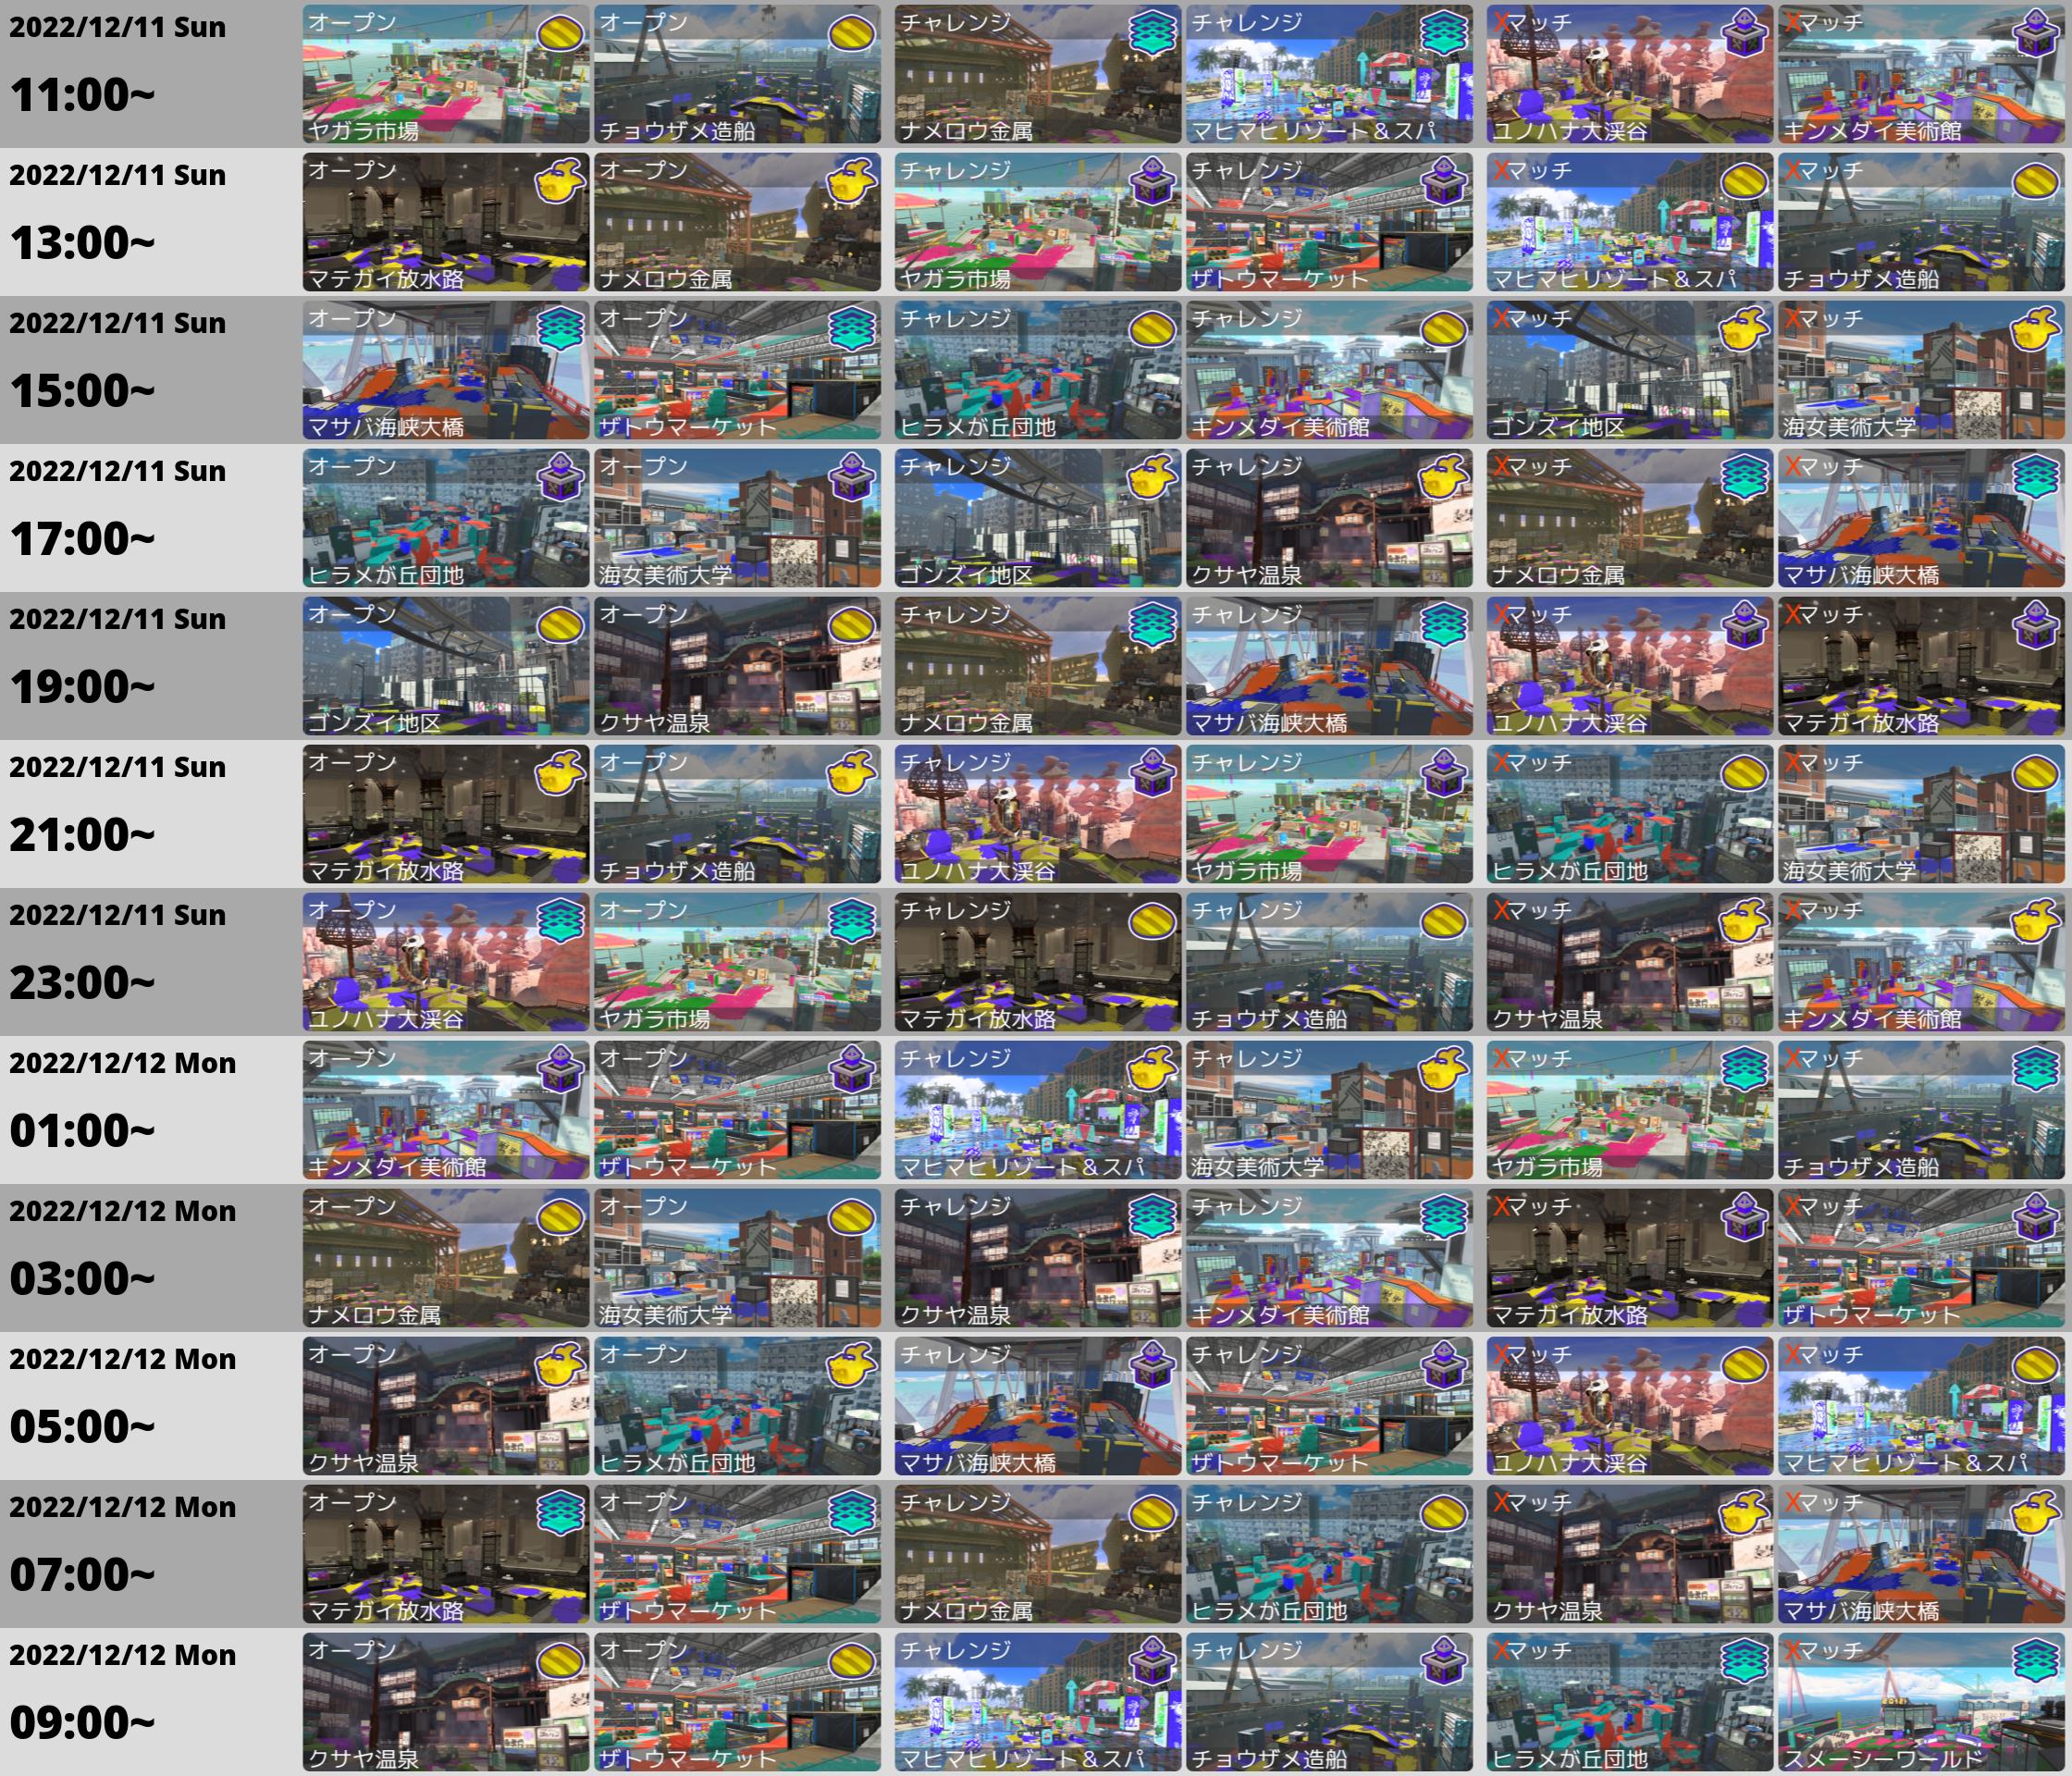 2022/12/11 Sun
11:00~
オープン
ヤガラ市場
オープン
チョウザメ造船
チャレンジ
ナメロウ金属
チャレンジ
マヒマヒリゾート＆スパ
Xマッチ
ユノハナ大渓谷
Xマッチ
キンメダイ美術館
2022/12/11 Sun
13:00~
オープン
マテガイ放水路
オープン
ナメロウ金属
チャレンジ
ヤガラ市場
チャレンジ
ザトウマーケット
Xマッチ
マヒマヒリゾート＆スパ
Xマッチ
チョウザメ造船
2022/12/11 Sun
15:00~
オープン
マサバ海峡大橋
オープン
ザトウマーケット
チャレンジ
ヒラメが丘団地
チャレンジ
キンメダイ美術館
Xマッチ
ゴンズイ地区
Xマッチ
海女美術大学
2022/12/11 Sun
17:00~
オープン
ヒラメが丘団地
オープン
海女美術大学
チャレンジ
ゴンズイ地区
チャレンジ
クサヤ温泉
Xマッチ
ナメロウ金属
Xマッチ
マサバ海峡大橋
2022/12/11 Sun
19:00~
オープン
ゴンズイ地区
オープン
クサヤ温泉
チャレンジ
ナメロウ金属
チャレンジ
マサバ海峡大橋
Xマッチ
ユノハナ大渓谷
Xマッチ
マテガイ放水路
2022/12/11 Sun
21:00~
オープン
マテガイ放水路
オープン
チョウザメ造船
チャレンジ
ユノハナ大渓谷
チャレンジ
ヤガラ市場
Xマッチ
ヒラメが丘団地
Xマッチ
海女美術大学
2022/12/11 Sun
23:00~
オープン
ユノハナ大渓谷
オープン
ヤガラ市場
チャレンジ
マテガイ放水路
チャレンジ
チョウザメ造船
Xマッチ
クサヤ温泉
Xマッチ
キンメダイ美術館
2022/12/12 Mon
01:00~
オープン
キンメダイ美術館
オープン
ザトウマーケット
チャレンジ
マヒマヒリゾート＆スパ
チャレンジ
海女美術大学
Xマッチ
ヤガラ市場
Xマッチ
チョウザメ造船
2022/12/12 Mon
03:00~
オープン
ナメロウ金属
オープン
海女美術大学
チャレンジ
クサヤ温泉
チャレンジ
キンメダイ美術館
Xマッチ
マテガイ放水路
Xマッチ
ザトウマーケット
2022/12/12 Mon
05:00~
オープン
クサヤ温泉
オープン
ヒラメが丘団地
チャレンジ
マサバ海峡大橋
チャレンジ
ザトウマーケット
Xマッチ
ユノハナ大渓谷
Xマッチ
マヒマヒリゾート＆スパ
2022/12/12 Mon
07:00~
オープン
マテガイ放水路
オープン
ザトウマーケット
チャレンジ
ナメロウ金属
チャレンジ
ヒラメが丘団地
Xマッチ
クサヤ温泉
Xマッチ
マサバ海峡大橋
2022/12/12 Mon
09:00~
オープン
クサヤ温泉
オープン
ザトウマーケット
チャレンジ
マヒマヒリゾート＆スパ
チャレンジ
チョウザメ造船
Xマッチ
ヒラメが丘団地
Xマッチ
スメーシーワールド